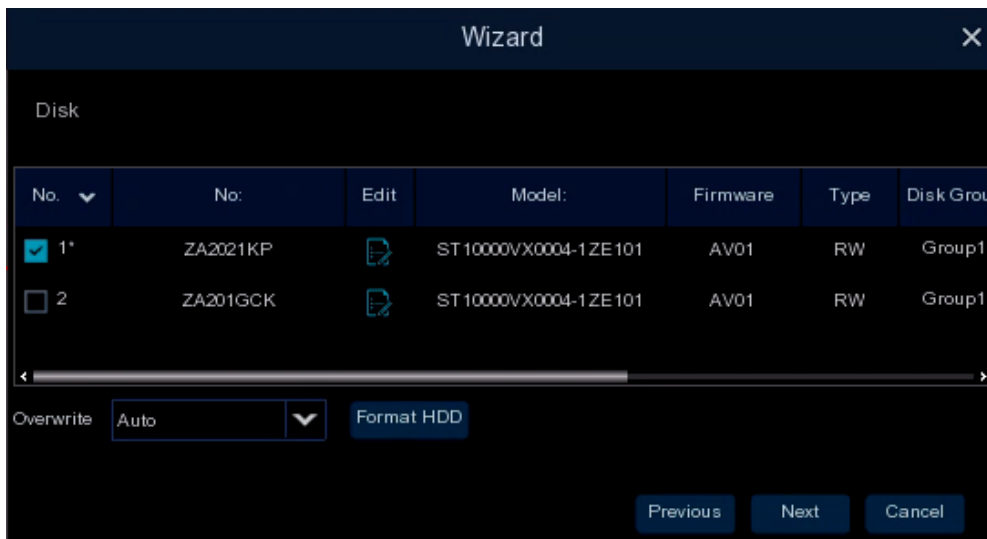 Wizard
Disk
No. No: Edit Model: Firmware Type Disk Grou
1* ZA2021KP ST10000VX0004-1ZE101 AV01 RW Group1
2 ZA201GCK ST10000VX0004-1ZE101 AV01 RW Group1
Overwrite Auto Format HDD
Previous Next Cancel